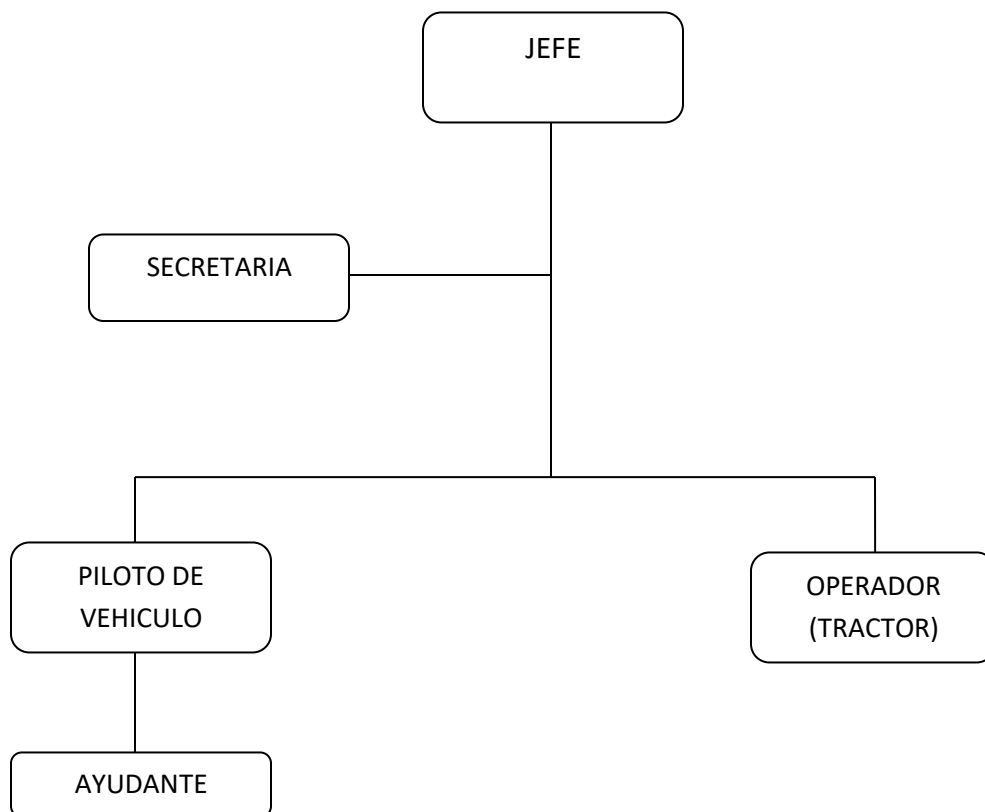 JEFE
SECRETARIA
PILOTO DE
VEHICULO
OPERADOR
(TRACTOR)
AYUDANTE